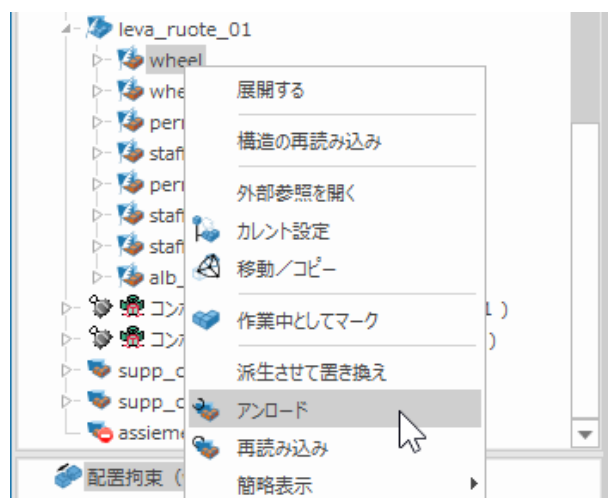 leva_ruote_01
wheel
whe
展開する
perr
構造の再読み込み
staf
perr
外部参照を開く
staf
カレント設定
staf
移動／コピー
alb_
コン
1 )
作業中としてマーク
コン
)
supp_c
派生させて置き換え
supp_c
アンロード
assieme
再読み込み
配置拘束（
簡略表示